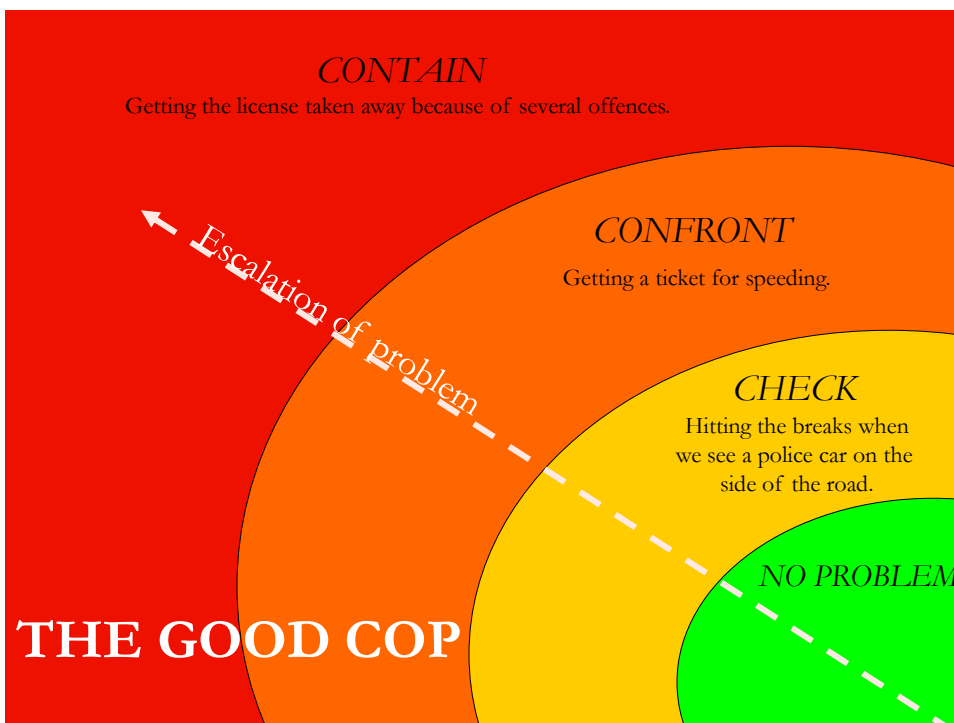 CONTAIN
Getting the license taken away because of several offences.
CONFRONT
Getting a ticket for speeding.
Escalation of problem
CHECK
Hitting the breaks when
we see a police car on the
side of the road.
NO PROBLEM
THE GOOD COP